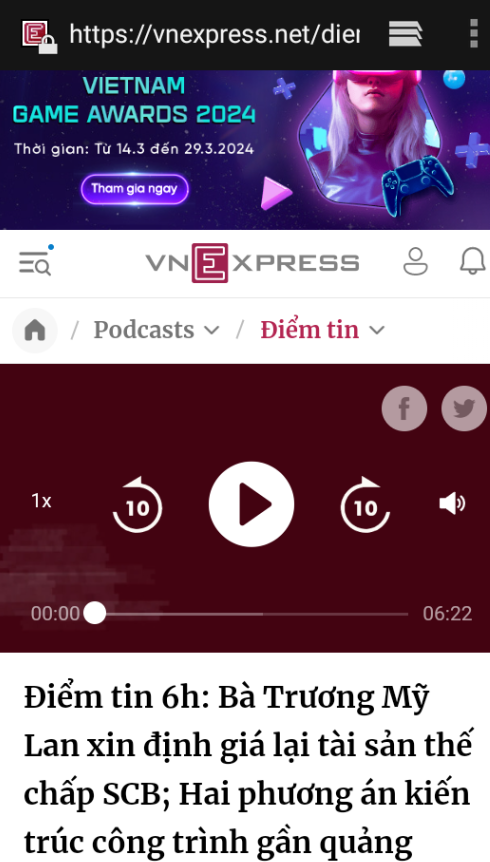 https://vnexpress.net/dier
VIETNAM
GAME AWARDS 2024
Thời gian: Từ 14.3 đến 29.3.2024
Tham gia ngay
VNEXPRESS
/ Podcasts / Điểm tin
1x 10 10
00:00 06:22
Điểm tin 6h: Bà Trương Mỹ
Lan xin định giá lại tài sản thế
chấp SCB; Hai phương án kiến
trúc công trình gần quảng